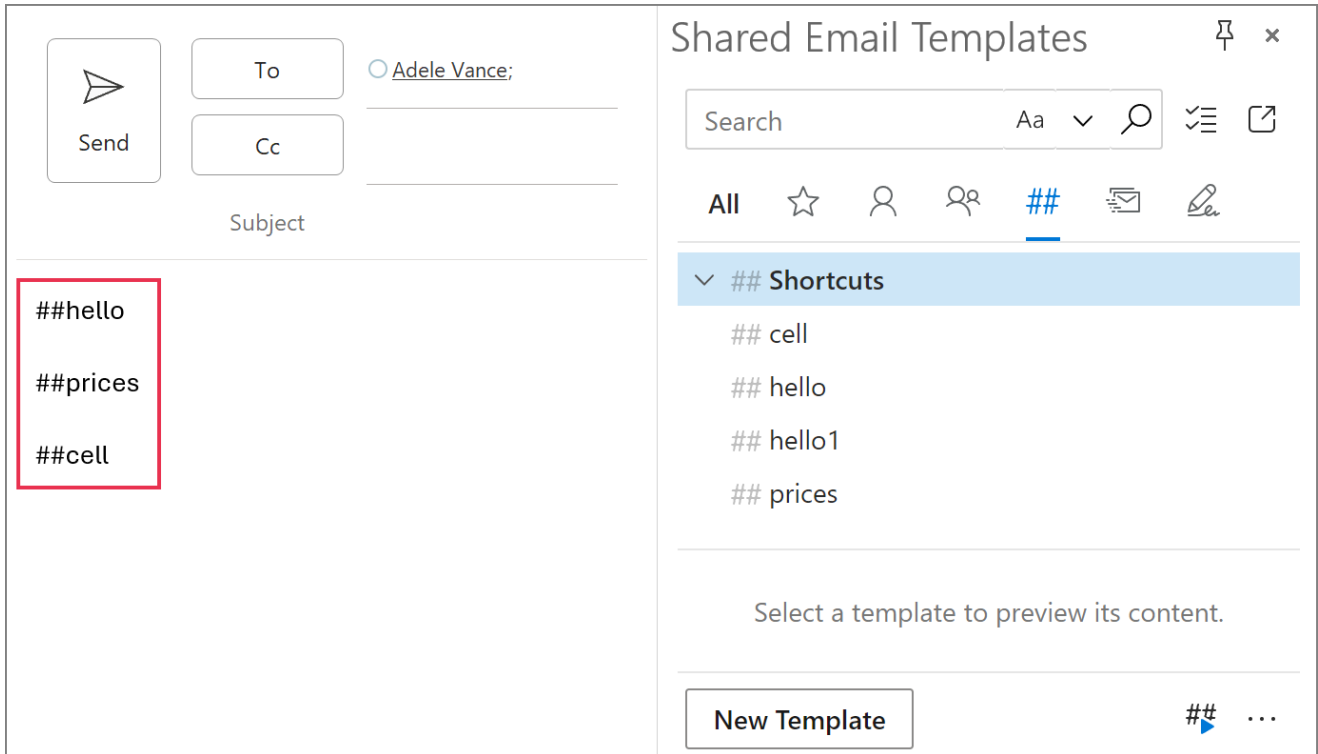 Send
To
Adele Vance;
Cc
Subject
##hello
##prices
##cell
Shared Email Templates
Search
Aa
All
##
## Shortcuts
## cell
## hello
## hello1
## prices
Select a template to preview its content.
New Template
##
...